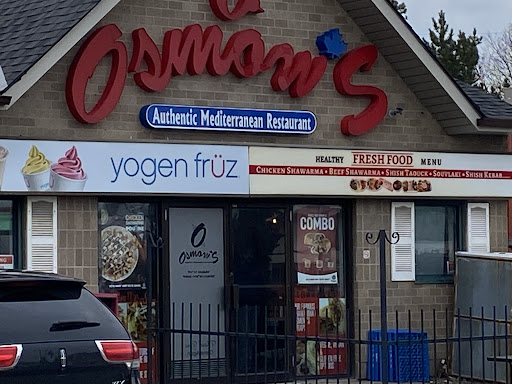 Osmow's
Authentic Mediterranean Restaurant
yogen früz
HEALTHY FRESH FOOD MENU
CHICKEN SHAWARMA • BEEF SHAWARMA • SHISH TAOUCK • SOUVLAKI • SHISH KEBAB
OSMOW'S
COMBO